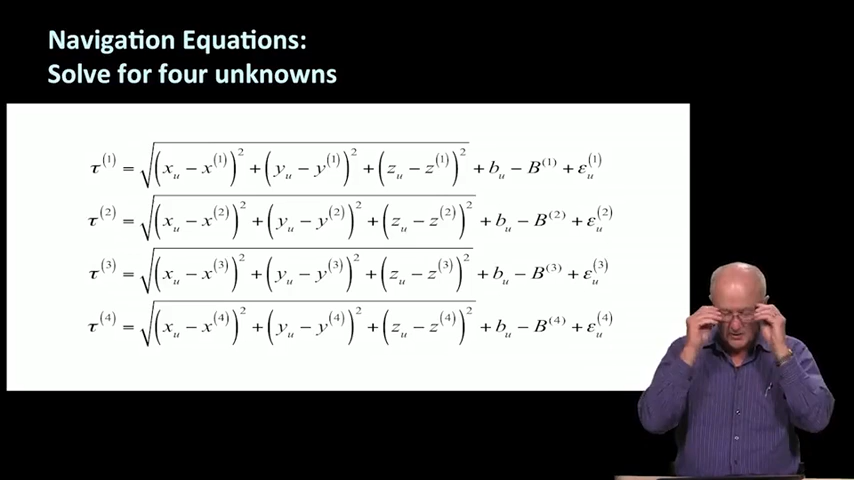 Navigation Equations:
Solve for four unknowns
τ^(1) = √((x_u − x^(1))^2 + (y_u − y^(1))^2 + (z_u − z^(1))^2) + b_u − B^(1) + ε_u^(1)
τ^(2) = √((x_u − x^(2))^2 + (y_u − y^(2))^2 + (z_u − z^(2))^2) + b_u − B^(2) + ε_u^(2)
τ^(3) = √((x_u − x^(3))^2 + (y_u − y^(3))^2 + (z_u − z^(3))^2) + b_u − B^(3) + ε_u^(3)
τ^(4) = √((x_u − x^(4))^2 + (y_u − y^(4))^2 + (z_u − z^(4))^2) + b_u − B^(4) + ε_u^(4)